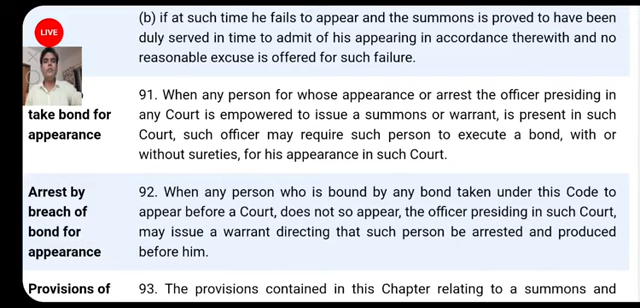 (b) if at such time he fails to appear and the summons is proved to have been
duly served in time to admit of his appearing in accordance therewith and no
reasonable excuse is offered for such failure.
LIVE
take bond for
appearance
91. When any person for whose appearance or arrest the officer presiding in
any Court is empowered to issue a summons or warrant, is present in such
Court, such officer may require such person to execute a bond, with or
without sureties, for his appearance in such Court.
Arrest by
breach of
bond for
appearance
92. When any person who is bound by any bond taken under this Code to
appear before a Court, does not so appear, the officer presiding in such Court,
may issue a warrant directing that such person be arrested and produced
before him.
Provisions of
93. The provisions contained in this Chapter relating to a summons and